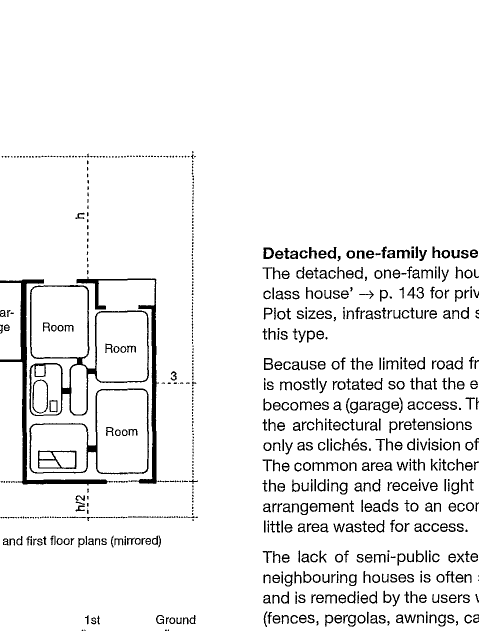 h
ar-
ge
Room
Room
3
Room
h/2
and first floor plans (mirrored)
1st
Ground
Detached, one-family house
The detached, one-family hou
class house' → p. 143 for priv
Plot sizes, infrastructure and s
this type.
Because of the limited road fr
is mostly rotated so that the e
becomes a (garage) access. Th
the architectural pretensions
only as clichés. The division of
The common area with kitchen
the building and receive light
arrangement leads to an econ
little area wasted for access.
The lack of semi-public exte
neighbouring houses is often s
and is remedied by the users w
(fences, pergolas, awnings, ca